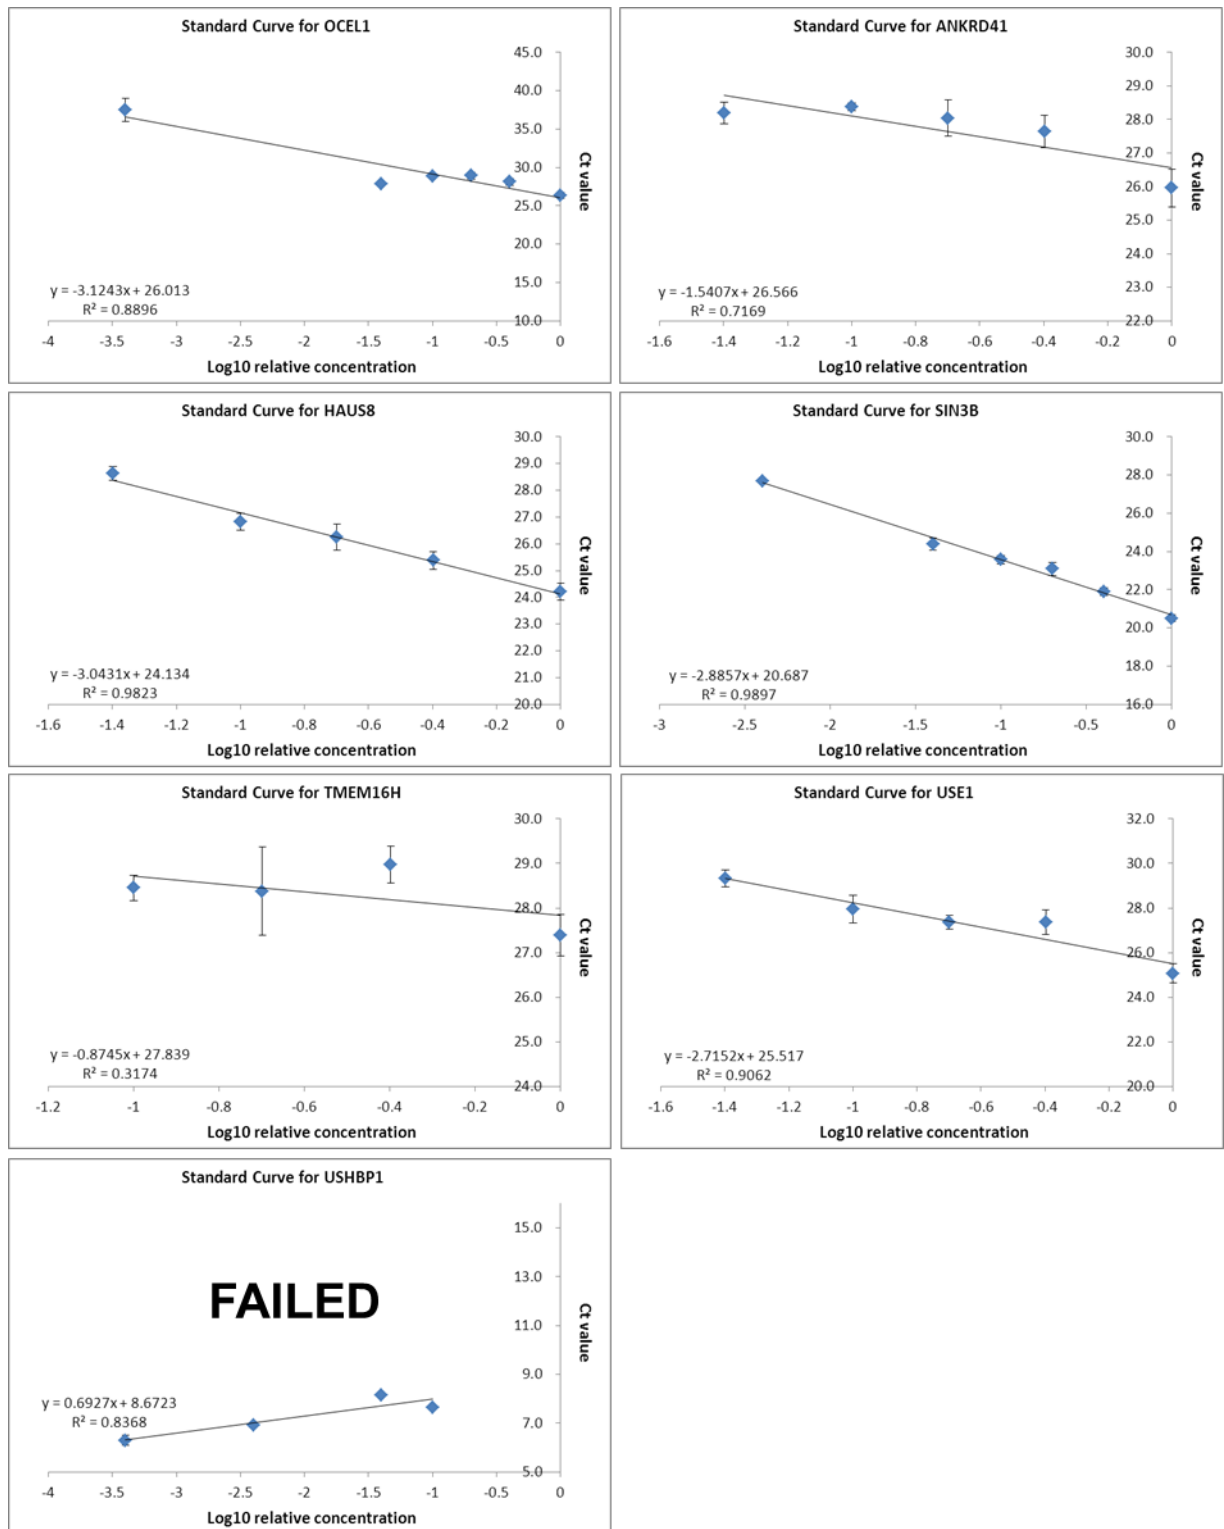 Standard Curve for OCEL1
45.0
40.0
35.0
30.0
25.0
20.0
15.0
10.0
Ct value
y = -3.1243x + 26.013
R² = 0.8896
-4 -3.5 -3 -2.5 -2 -1.5 -1 -0.5 0
Log10 relative concentration
Standard Curve for ANKRD41
30.0
29.0
28.0
27.0
26.0
25.0
24.0
23.0
22.0
Ct value
y = -1.5407x + 26.566
R² = 0.7169
-1.6 -1.4 -1.2 -1 -0.8 -0.6 -0.4 -0.2 0
Log10 relative concentration
Standard Curve for HAUS8
30.0
29.0
28.0
27.0
26.0
25.0
24.0
23.0
22.0
21.0
20.0
Ct value
y = -3.0431x + 24.134
R² = 0.9823
-1.6 -1.4 -1.2 -1 -0.8 -0.6 -0.4 -0.2 0
Log10 relative concentration
Standard Curve for SIN3B
30.0
28.0
26.0
24.0
22.0
20.0
18.0
16.0
Ct value
y = -2.8857x + 20.687
R² = 0.9897
-3 -2.5 -2 -1.5 -1 -0.5 0
Log10 relative concentration
Standard Curve for TMEM16H
30.0
29.0
28.0
27.0
26.0
25.0
24.0
Ct value
y = -0.8745x + 27.839
R² = 0.3174
-1.2 -1 -0.8 -0.6 -0.4 -0.2 0
Log10 relative concentration
Standard Curve for USE1
32.0
30.0
28.0
26.0
24.0
22.0
20.0
Ct value
y = -2.7152x + 25.517
R² = 0.9062
-1.6 -1.4 -1.2 -1 -0.8 -0.6 -0.4 -0.2 0
Log10 relative concentration
Standard Curve for USHBP1
15.0
13.0
11.0
9.0
7.0
5.0
Ct value
FAILED
y = 0.6927x + 8.6723
R² = 0.8368
-4 -3.5 -3 -2.5 -2 -1.5 -1 -0.5 0
Log10 relative concentration